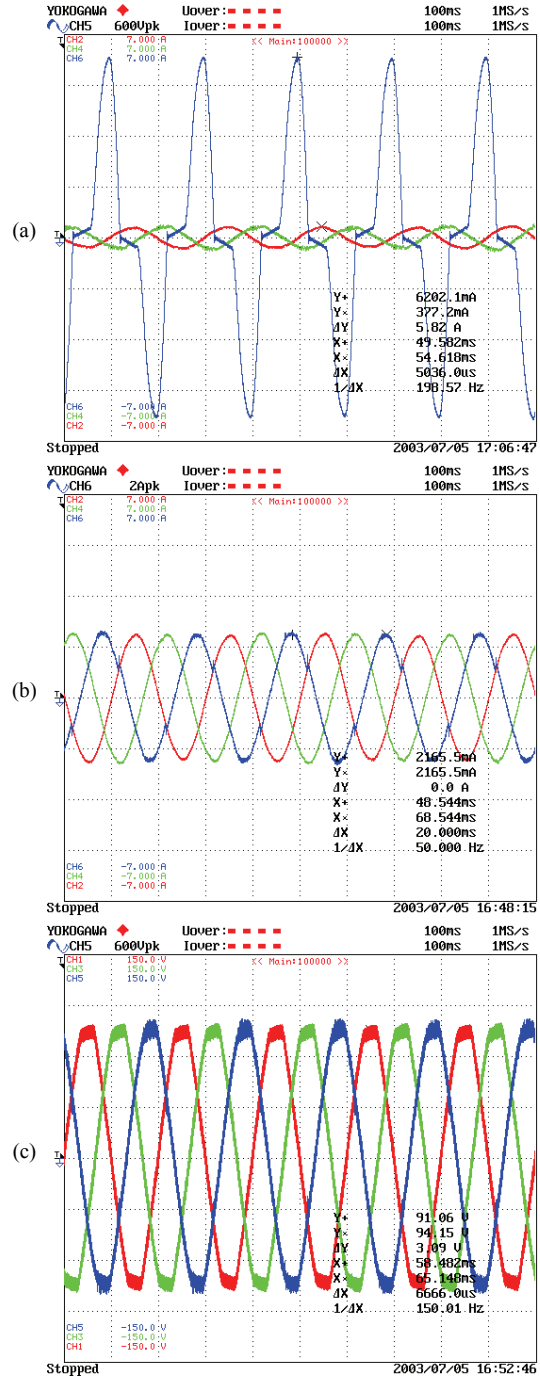 YOKOGAWA ◆ Uover:▬ ▬ ▬ ▬ 100ms 1MS/s
CH5 600Vpk Iover:▬ ▬ ▬ ▬ 100ms 1MS/s
CH2 7.000 A << Main:100000 >>
CH4 7.000 A
CH6 7.000 A
(a)
Y+ 6202.1mA
Y× 377.2mA
ΔY 5.82 A
X+ 49.582ms
X× 54.618ms
ΔX 5036.0us
1/ΔX 198.57 Hz
CH6 -7.000 A
CH4 -7.000 A
CH2 -7.000 A
Stopped 2003/07/05 17:06:47
YOKOGAWA ◆ Uover:▬ ▬ ▬ ▬ 100ms 1MS/s
CH6 2Apk Iover:▬ ▬ ▬ ▬ 100ms 1MS/s
CH2 7.000 A << Main:100000 >>
CH4 7.000 A
CH6 7.000 A
(b)
Y+ 2165.5mA
Y× 2165.5mA
ΔY 0.0 A
X+ 48.544ms
X× 68.544ms
ΔX 20.000ms
1/ΔX 50.000 Hz
CH6 -7.000 A
CH4 -7.000 A
CH2 -7.000 A
Stopped 2003/07/05 16:48:15
YOKOGAWA ◆ Uover:▬ ▬ ▬ ▬ 100ms 1MS/s
CH5 600Vpk Iover:▬ ▬ ▬ ▬ 100ms 1MS/s
CH1 150.0 V << Main:100000 >>
CH3 150.0 V
CH5 150.0 V
(c)
Y+ 91.06 V
Y× 94.15 V
ΔY 3.09 V
X+ 58.482ms
X× 65.148ms
ΔX 6666.0us
1/ΔX 150.01 Hz
CH5 -150.0 V
CH3 -150.0 V
CH1 -150.0 V
Stopped 2003/07/05 16:52:46